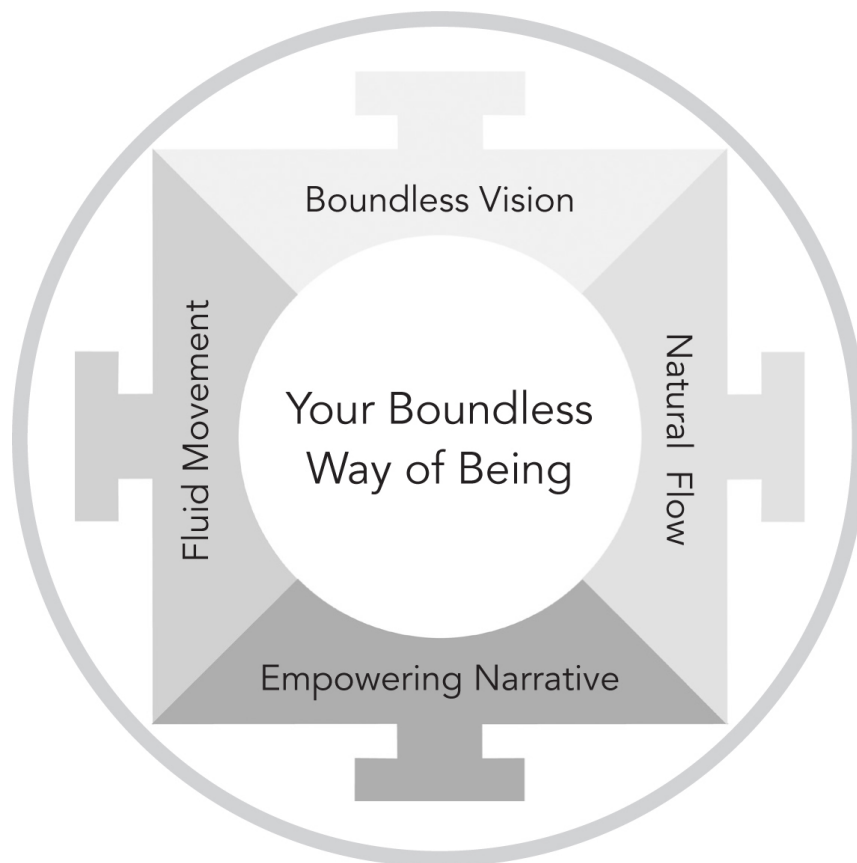 Boundless Vision
Fluid Movement
Your Boundless
Way of Being
Natural Flow
Empowering Narrative